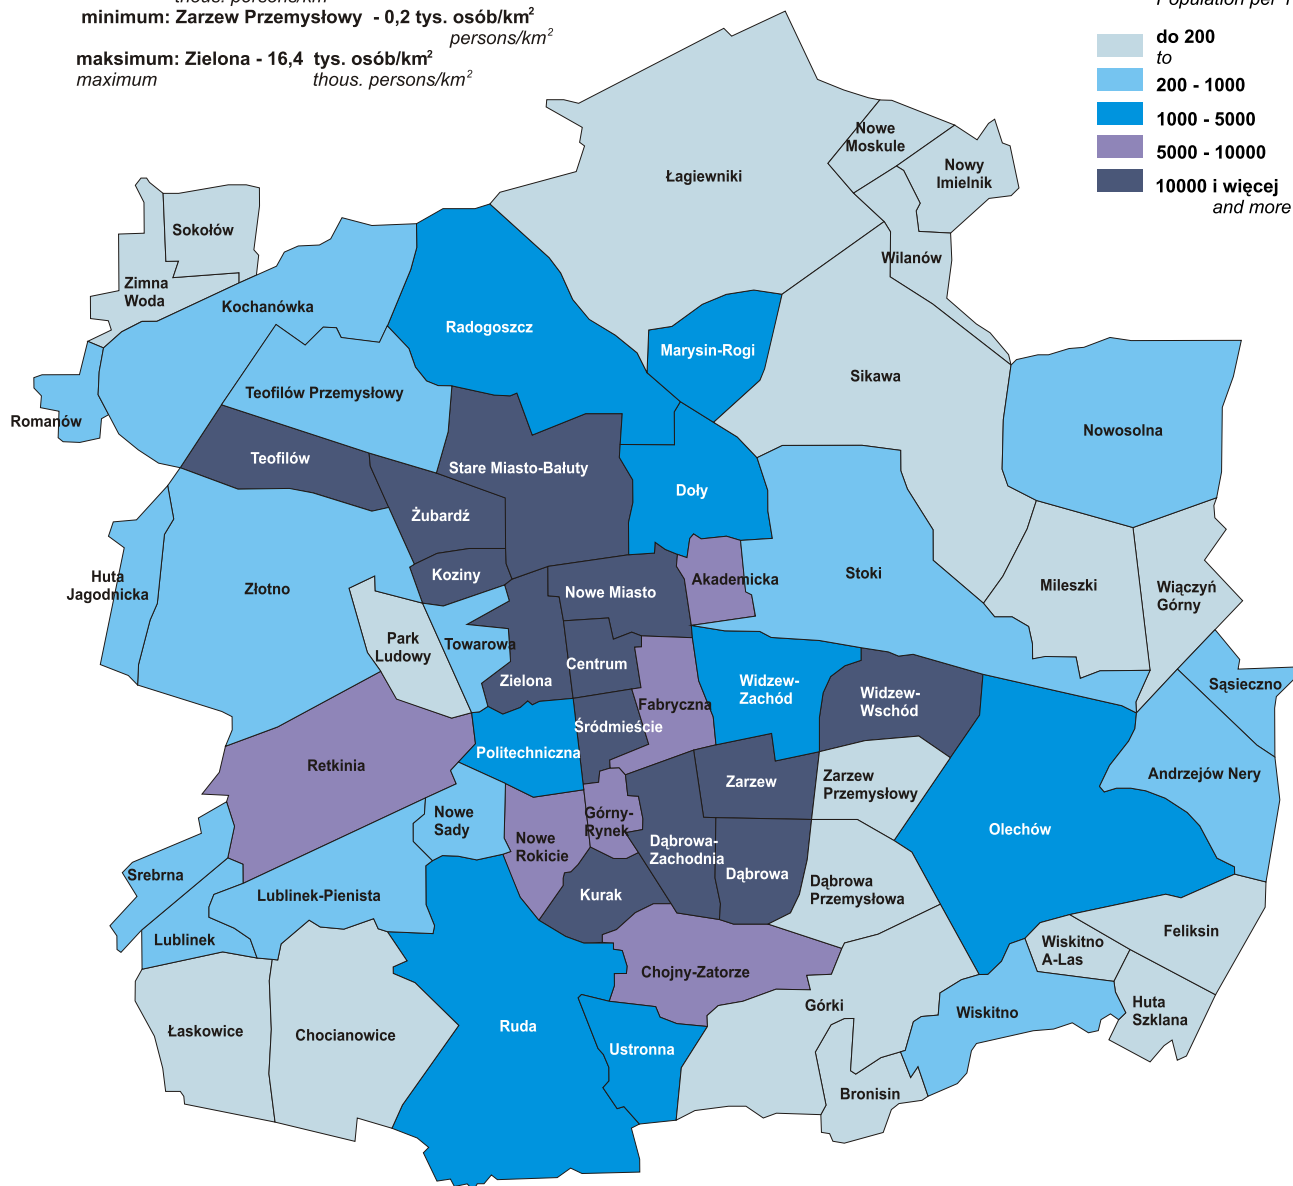 thous. persons/km²
minimum: Zarzew Przemysłowy - 0,2 tys. osób/km²
persons/km²
maksimum: Zielona - 16,4 tys. osób/km²
maximum thous. persons/km²
Population per 1
do 200
to
200 - 1000
1000 - 5000
5000 - 10000
10000 i więcej
and more
Nowe
Moskule
Łagiewniki
Nowy
Imielnik
Sokołów
Wilanów
Zimna
Woda
Kochanówka
Radogoszcz
Marysin-Rogi
Sikawa
Teofilów Przemysłowy
Romanów
Nowosolna
Teofilów
Stare Miasto-Bałuty
Doły
Żubardź
Koziny
Akademicka
Stoki
Huta
Jagodnicka
Złotno
Nowe Miasto
Mileszki
Wiączyń
Górny
Park
Ludowy
Towarowa
Centrum
Zielona
Widzew-
Zachód
Widzew-
Wschód
Sąsieczno
Fabryczna
Śródmieście
Politechniczna
Retkinia
Zarzew
Zarzew
Przemysłowy
Andrzejów Nery
Nowe
Sady
Górny-
Rynek
Olechów
Nowe
Rokicie
Dąbrowa-
Zachodnia
Dąbrowa
Srebrna
Lublinek-Pienista
Kurak
Dąbrowa
Przemysłowa
Lublinek
Feliksin
Wiskitno
A-Las
Chojny-Zatorze
Łaskowice
Chocianowice
Ruda
Górki
Wiskitno
Huta
Szklana
Ustronna
Bronisin